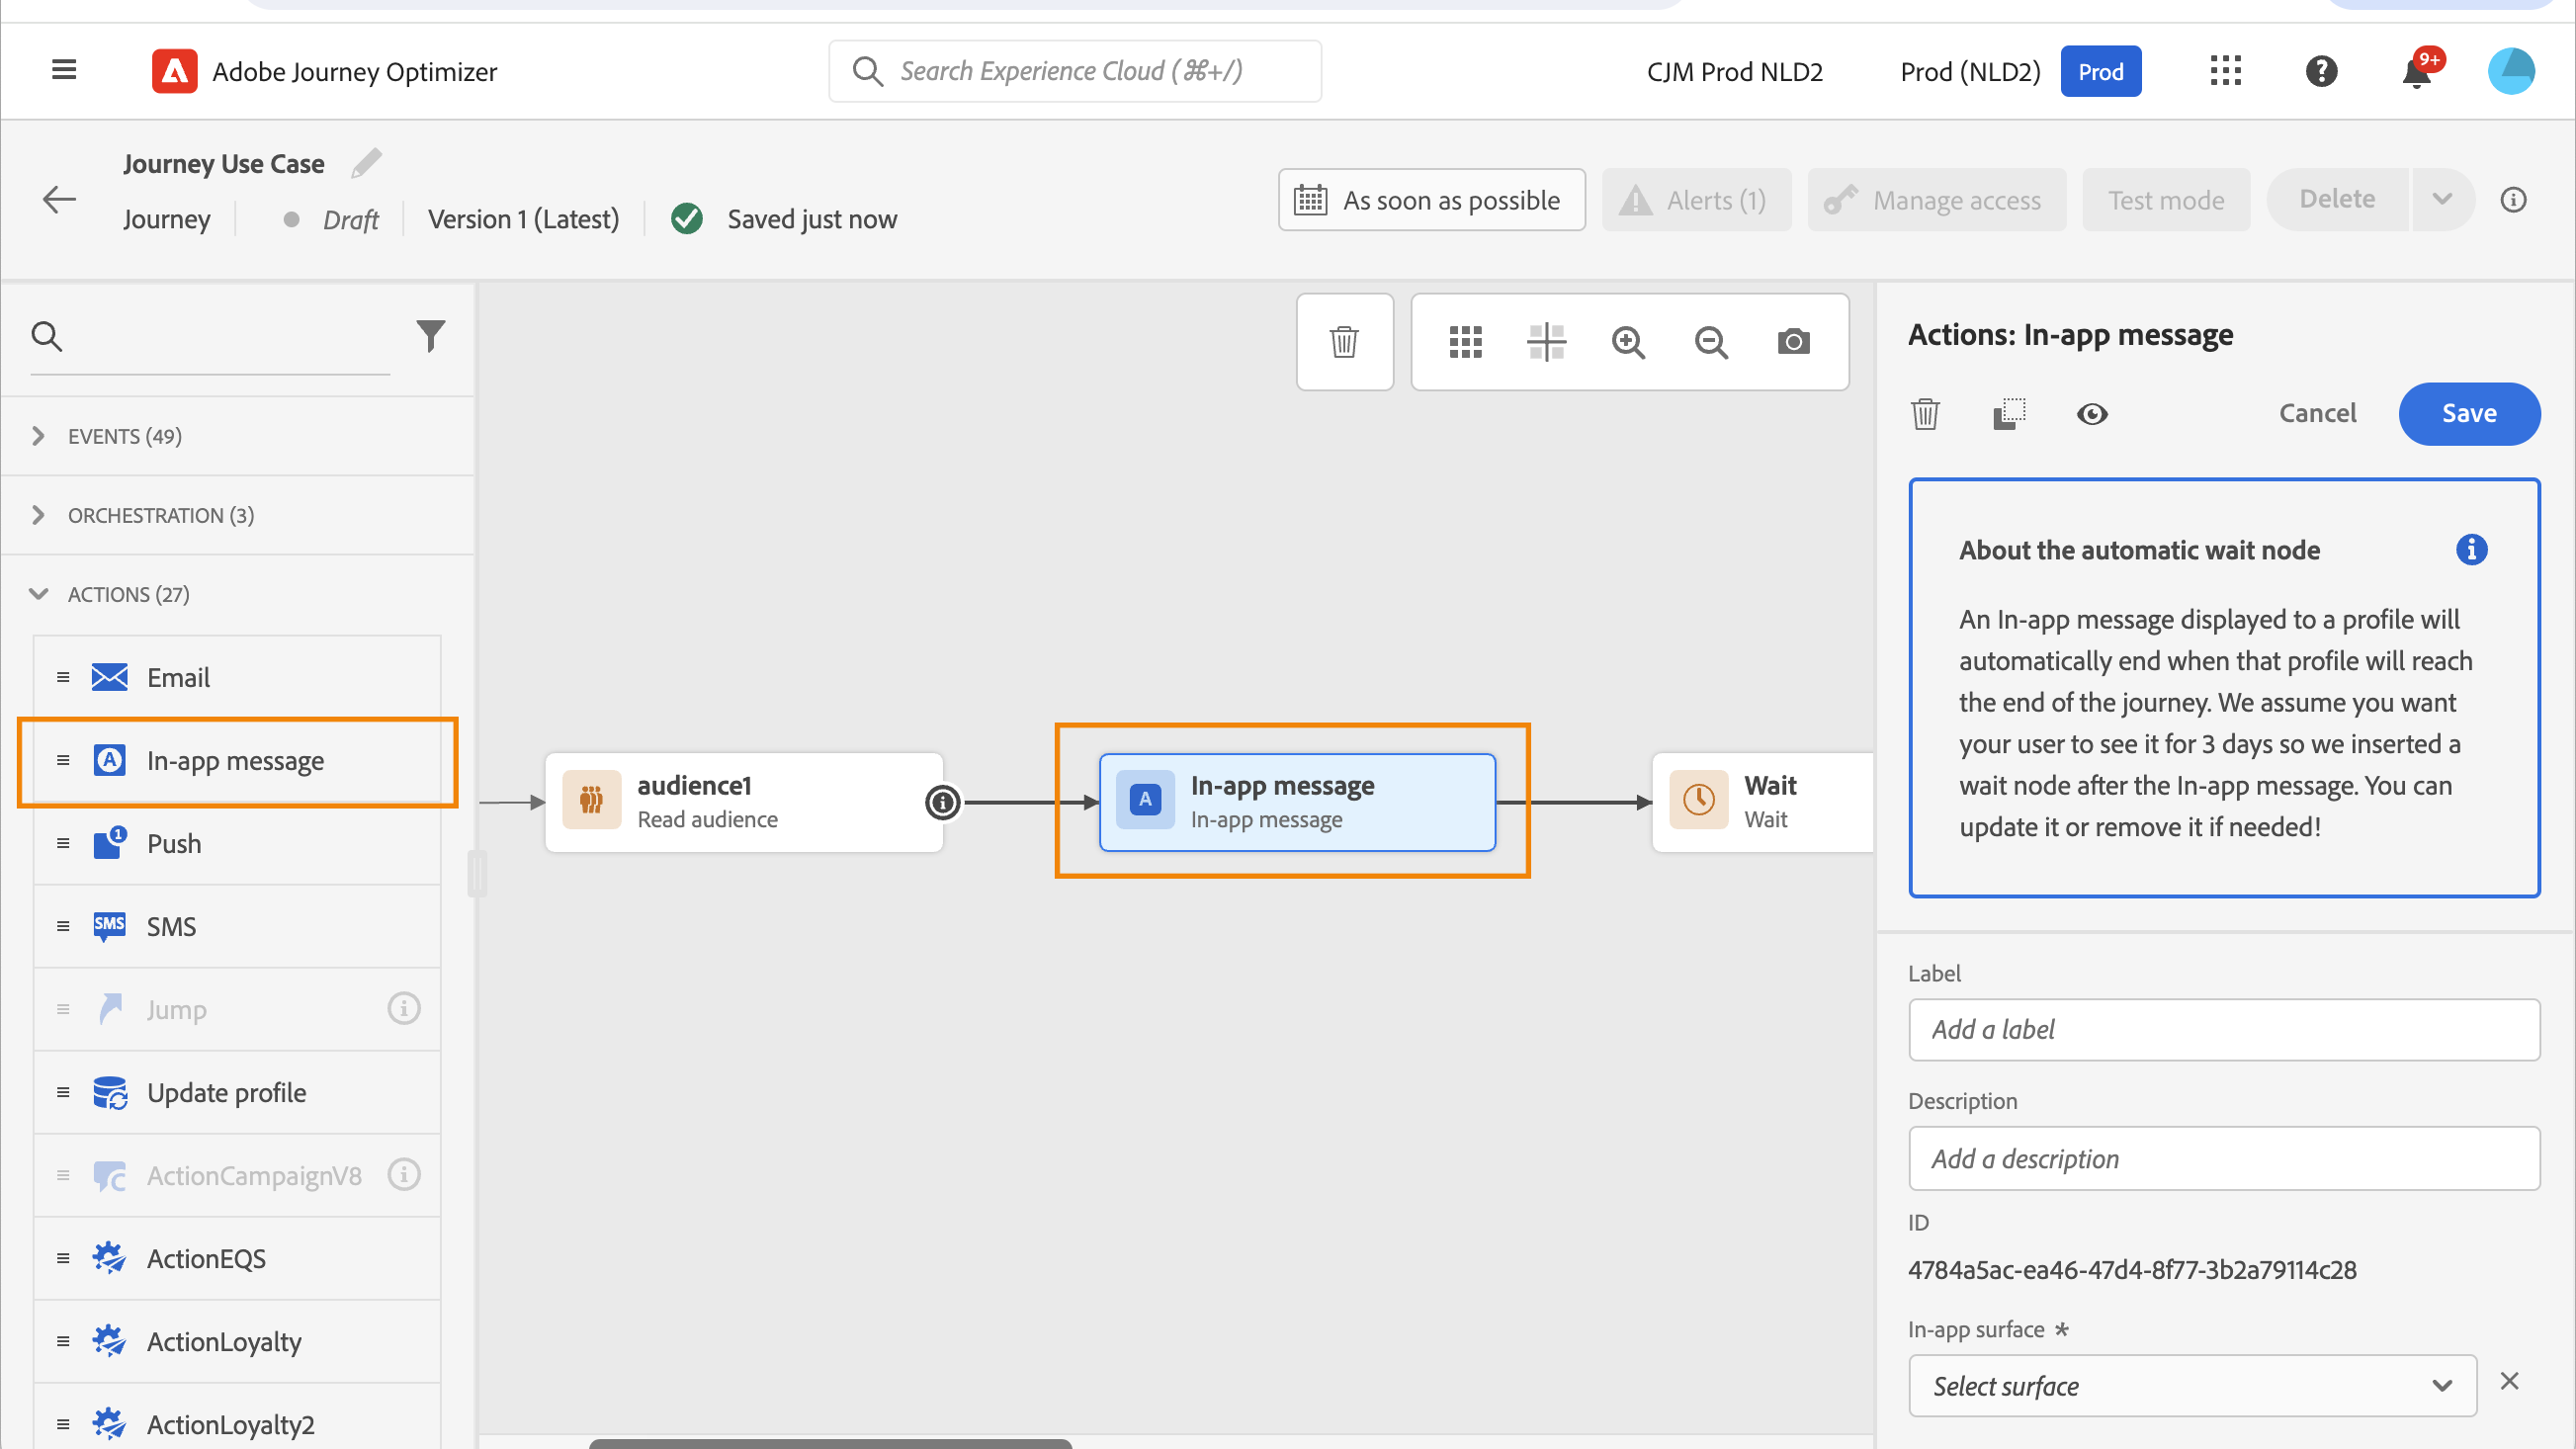 Adobe Journey Optimizer
Search Experience Cloud (⌘+/)
CJM Prod NLD2
Prod (NLD2)
Prod
9+
Journey Use Case
Journey
Draft
Version 1 (Latest)
Saved just now
As soon as possible
Alerts (1)
Manage access
Test mode
Delete
EVENTS (49)
ORCHESTRATION (3)
ACTIONS (27)
Email
In-app message
Push
SMS
SMS
Jump
Update profile
ActionCampaignV8
ActionEQS
ActionLoyalty
ActionLoyalty2
audience1
Read audience
In-app message
In-app message
Wait
Wait
Actions: In-app message
Cancel
Save
About the automatic wait node
An In-app message displayed to a profile will
automatically end when that profile will reach
the end of the journey. We assume you want
your user to see it for 3 days so we inserted a
wait node after the In-app message. You can
update it or remove it if needed!
Label
Add a label
Description
Add a description
ID
4784a5ac-ea46-47d4-8f77-3b2a79114c28
In-app surface *
Select surface